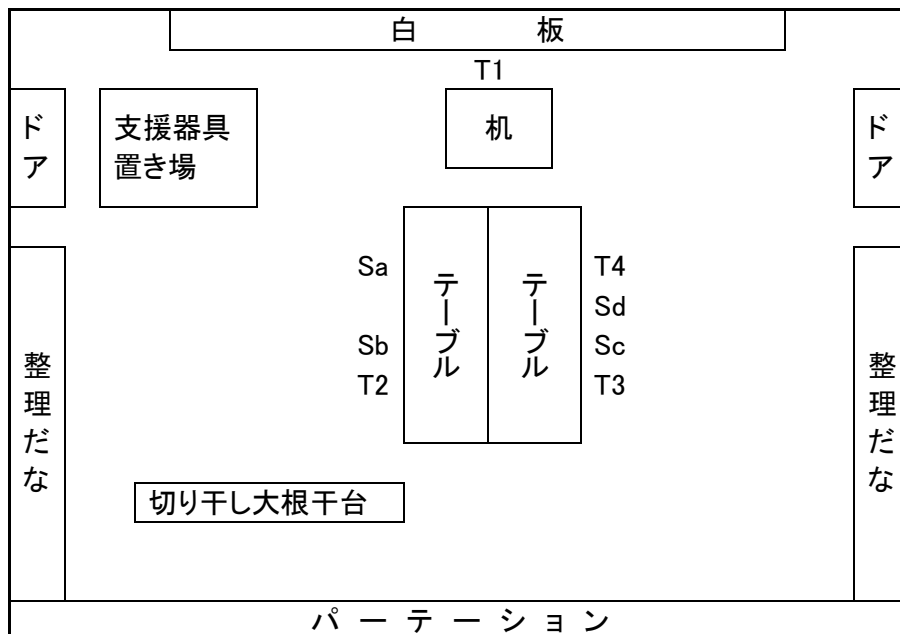 白板
T1
ドア
支援器具
置き場
机
ドア
Sa
Sb
T2
テーブル
テーブル
T4
Sd
Sc
T3
整理だな
整理だな
切り干し大根干台
パーテーション